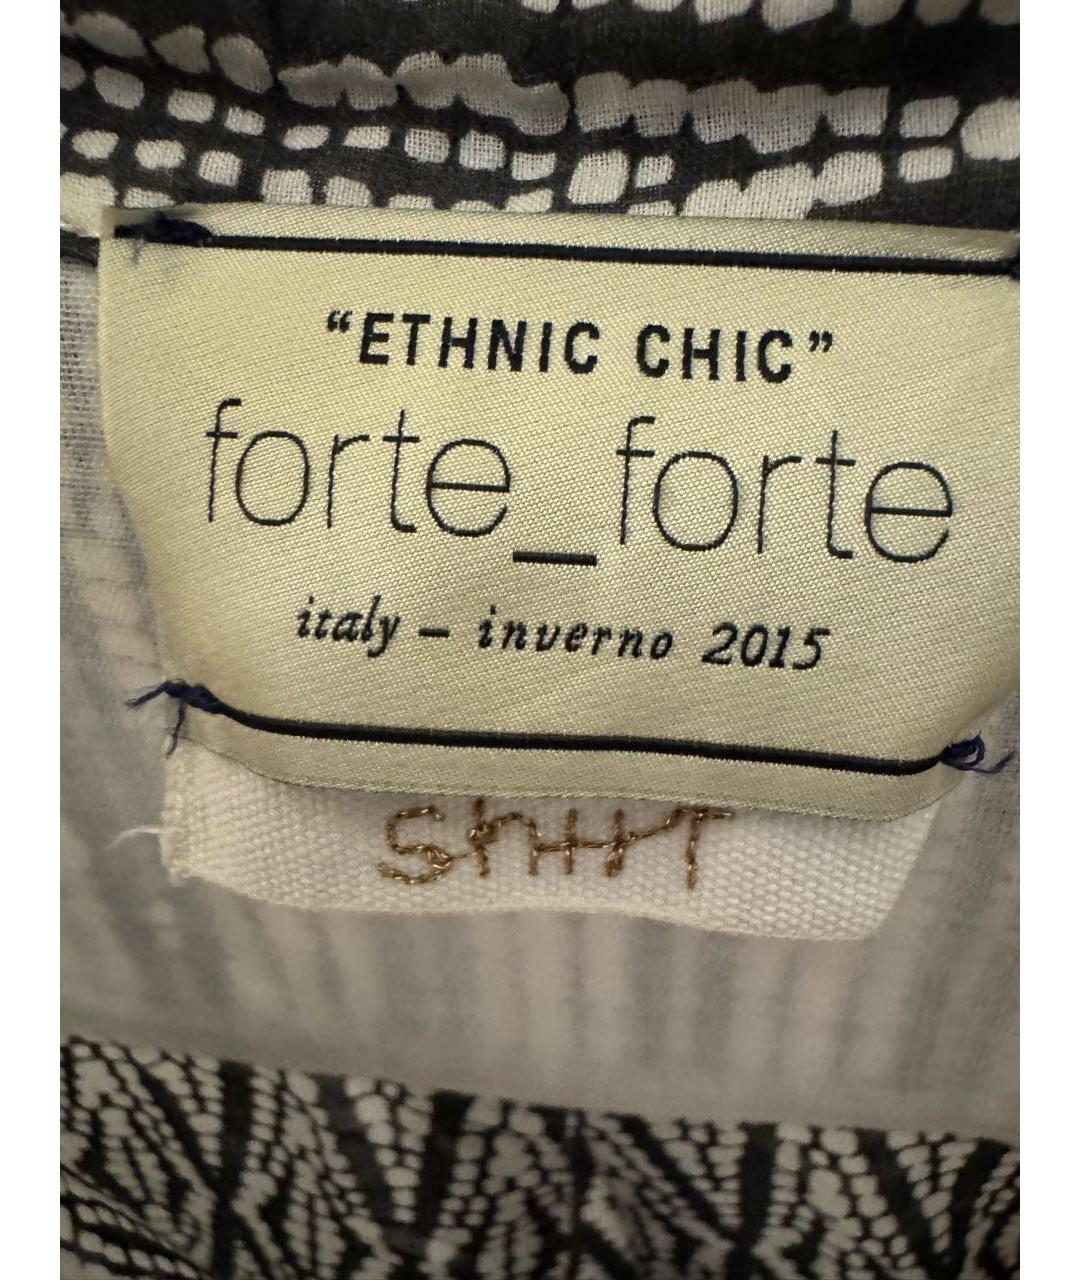 “ETHNIC CHIC”
forte_forte
italy – inverno 2015